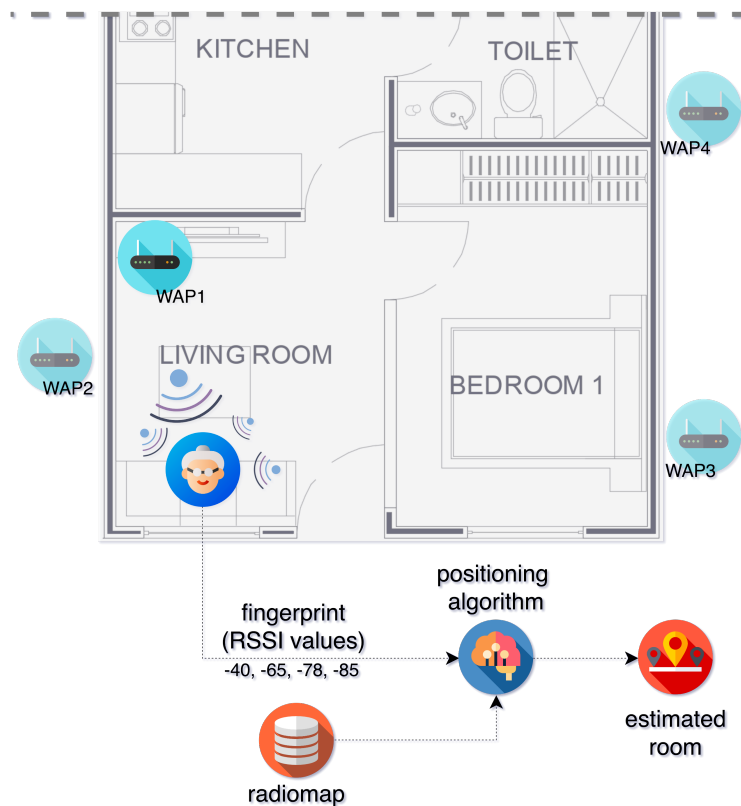 KITCHEN
TOILET
WAP4
WAP1
LIVING ROOM
WAP2
BEDROOM 1
WAP3
positioning
algorithm
fingerprint
(RSSI values)
-40, -65, -78, -85
estimated
room
radiomap